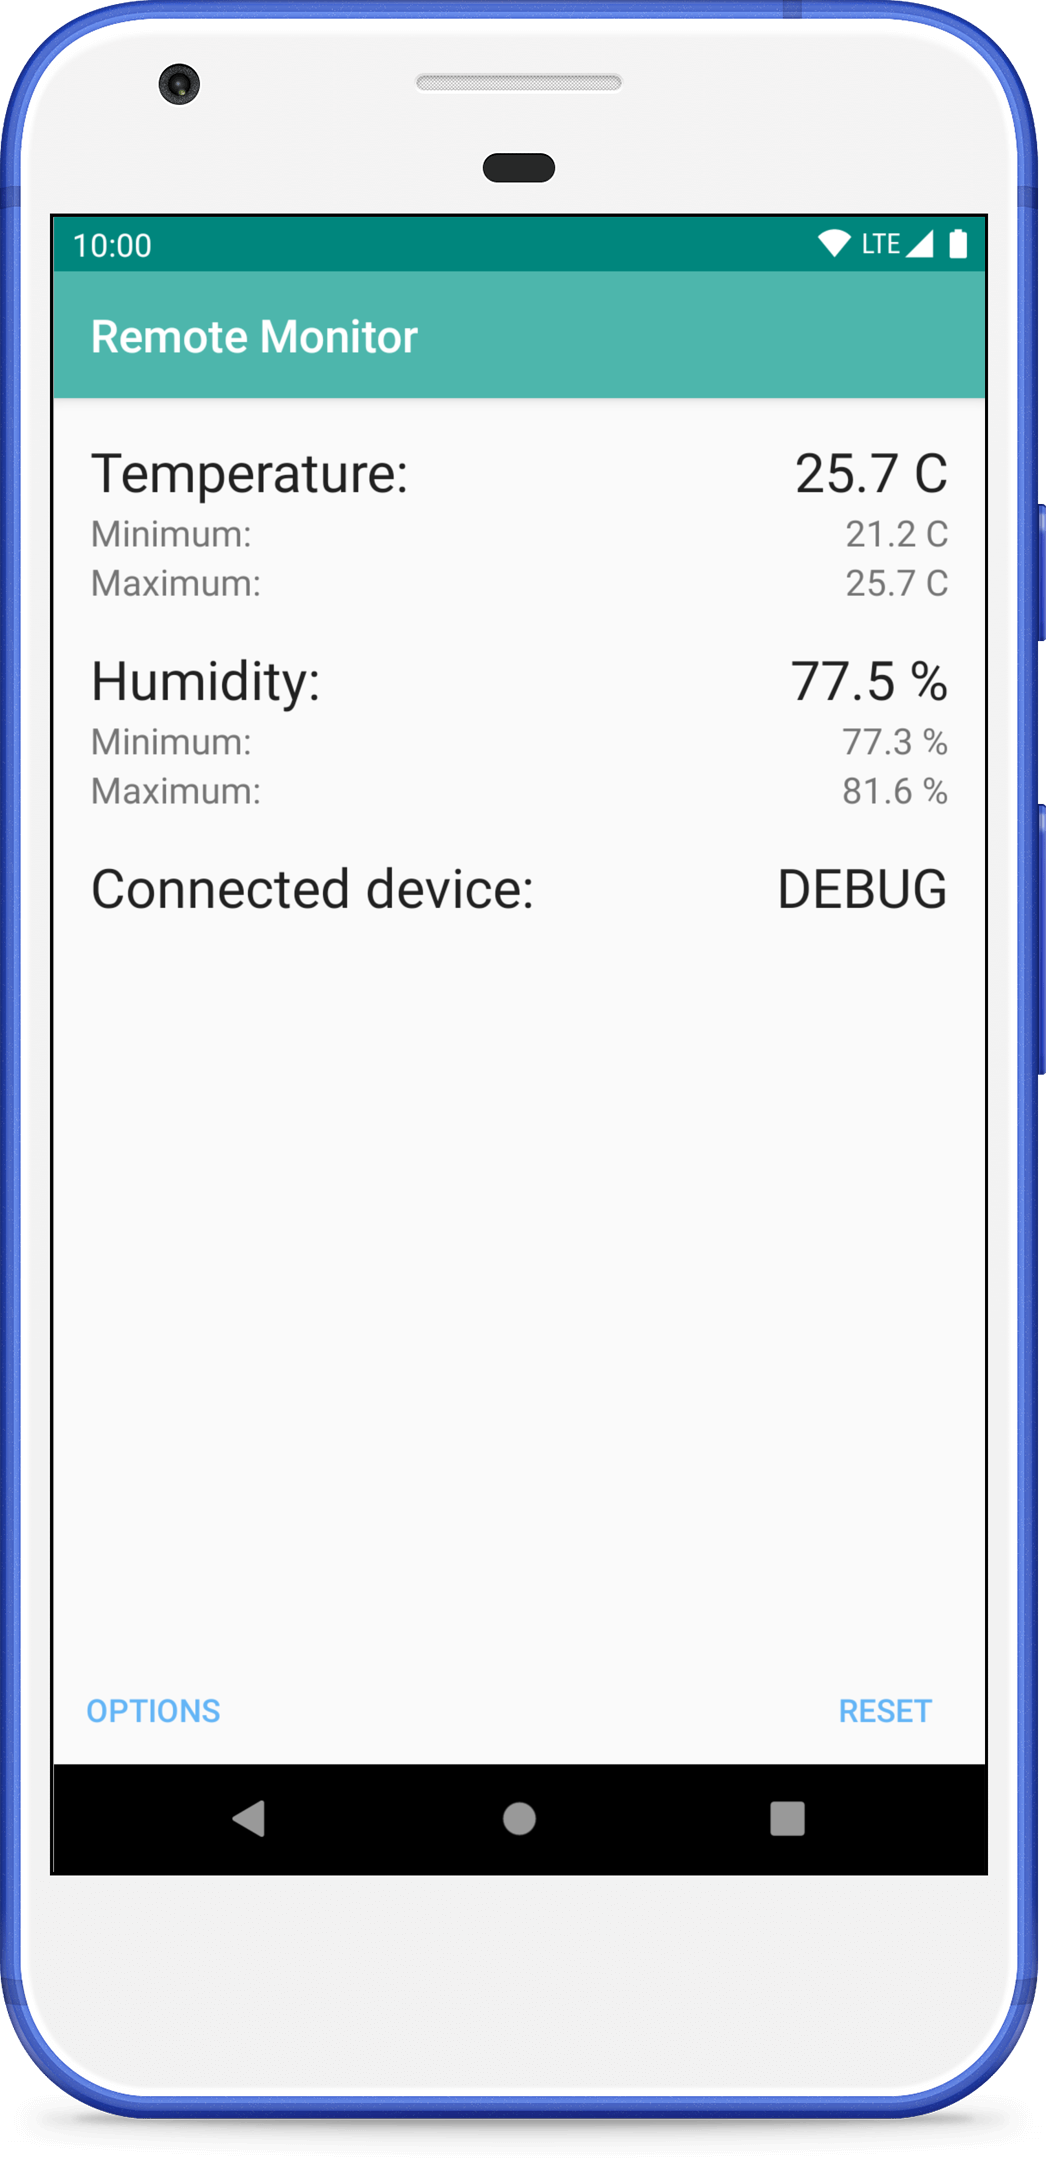 10:00 LTE
Remote Monitor
Temperature: 25.7 C
Minimum: 21.2 C
Maximum: 25.7 C
Humidity: 77.5 %
Minimum: 77.3 %
Maximum: 81.6 %
Connected device: DEBUG
OPTIONS RESET